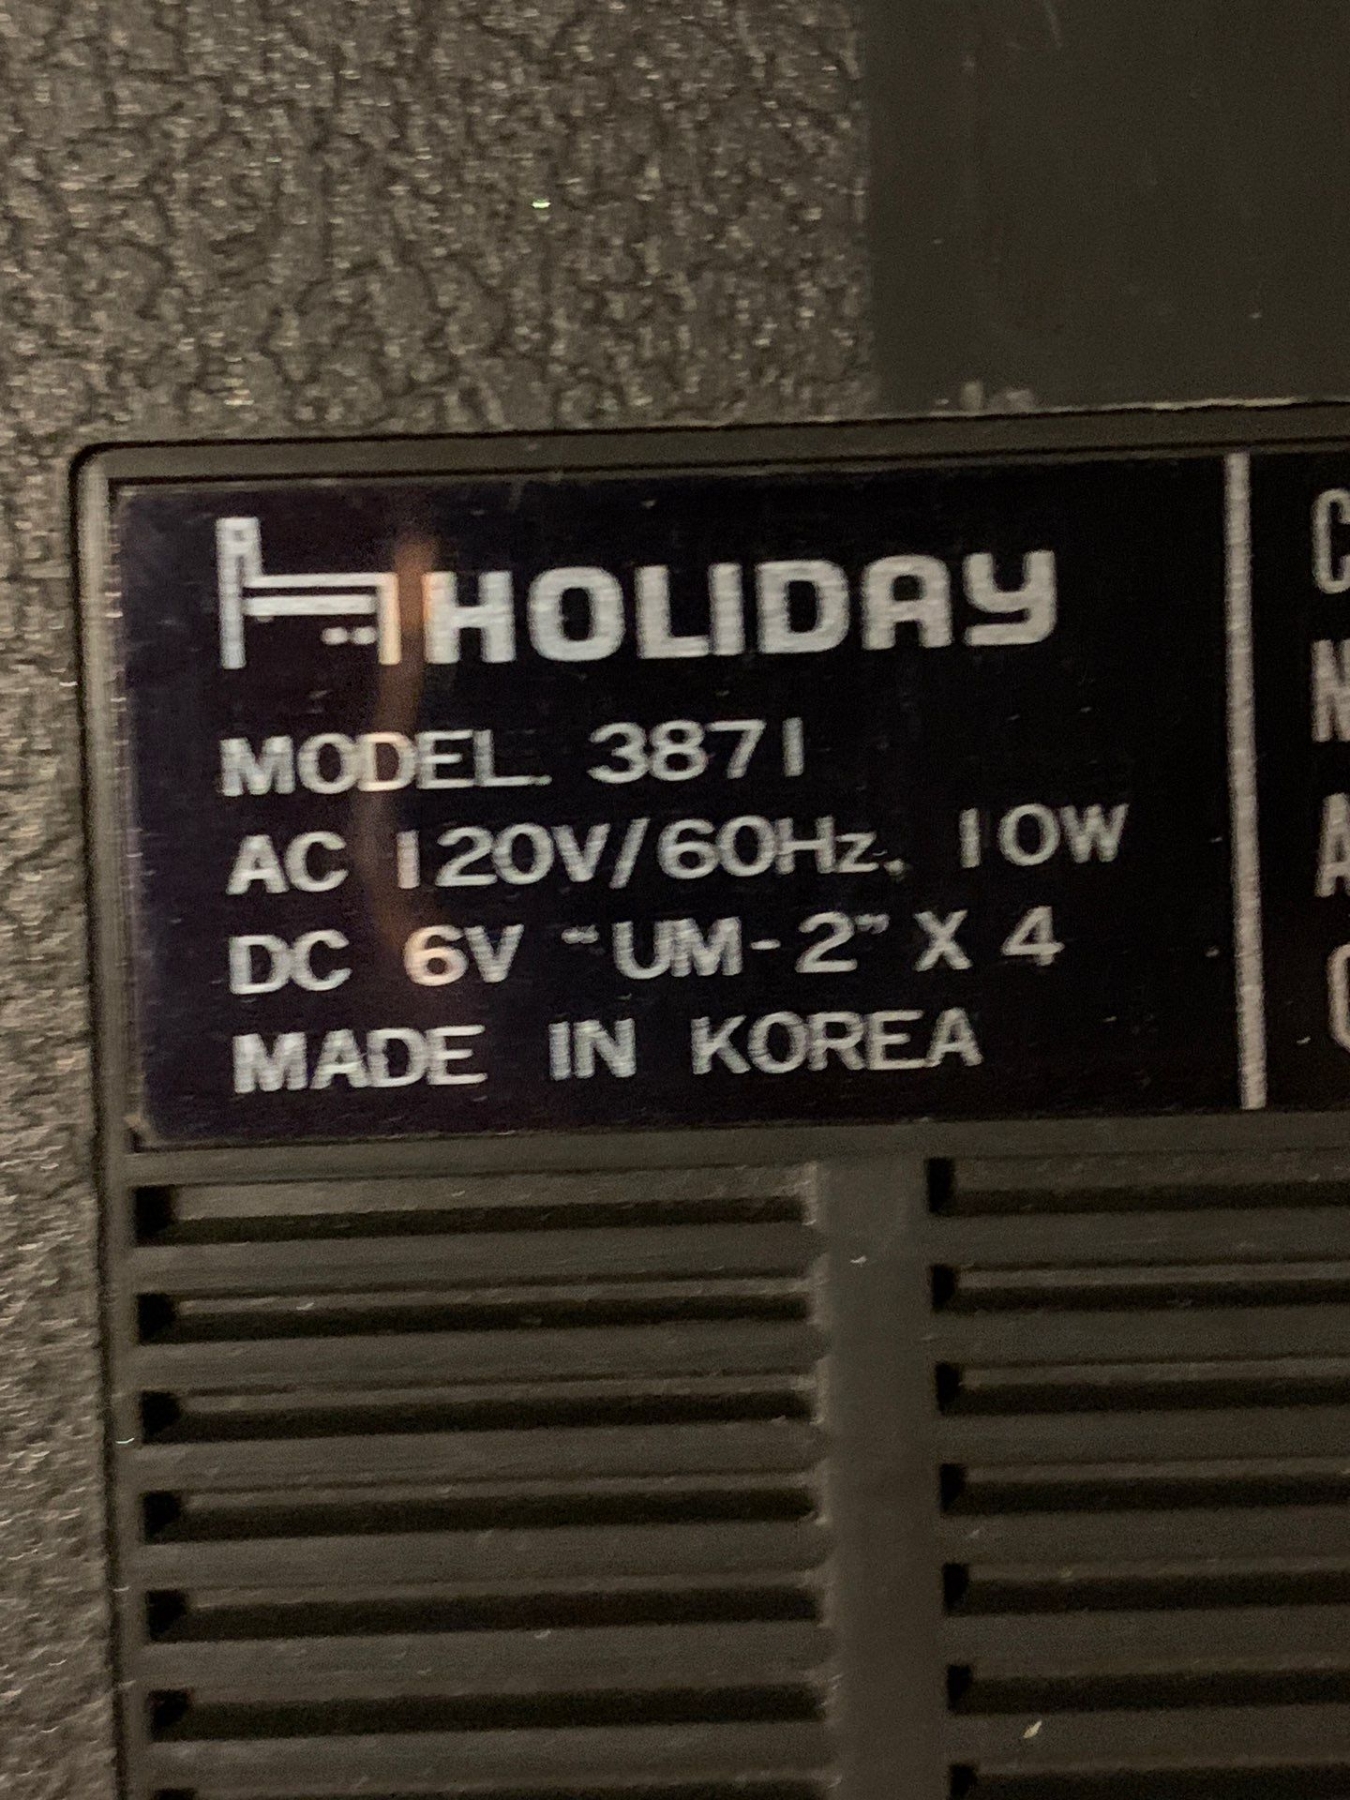 HOLIDAY
MODEL. 3871
AC 120V/60Hz. 10W
DC 6V "UM-2" X 4
MADE IN KOREA